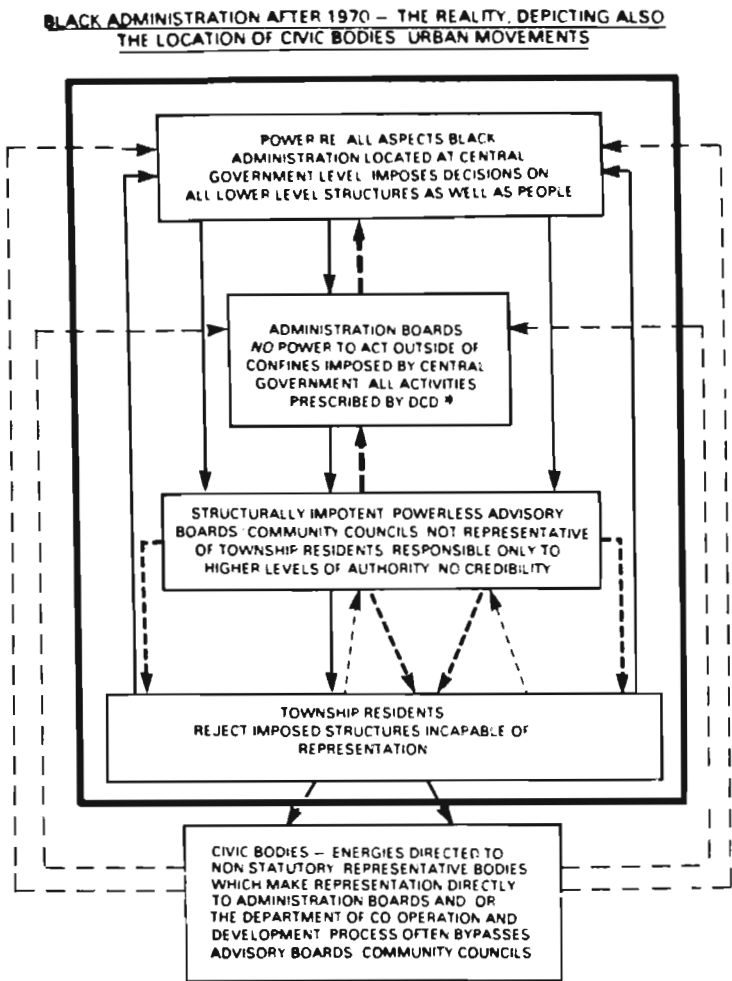 BLACK ADMINISTRATION AFTER 1970 – THE REALITY, DEPICTING ALSO
THE LOCATION OF CIVIC BODIES URBAN MOVEMENTS
POWER RE ALL ASPECTS BLACK
ADMINISTRATION LOCATED AT CENTRAL
GOVERNMENT LEVEL IMPOSES DECISIONS ON
ALL LOWER LEVEL STRUCTURES AS WELL AS PEOPLE
ADMINISTRATION BOARDS
NO POWER TO ACT OUTSIDE OF
CONFINES IMPOSED BY CENTRAL
GOVERNMENT ALL ACTIVITIES
PRESCRIBED BY DCD *
STRUCTURALLY IMPOTENT POWERLESS ADVISORY
BOARDS COMMUNITY COUNCILS NOT REPRESENTATIVE
OF TOWNSHIP RESIDENTS RESPONSIBLE ONLY TO
HIGHER LEVELS OF AUTHORITY NO CREDIBILITY
TOWNSHIP RESIDENTS
REJECT IMPOSED STRUCTURES INCAPABLE OF
REPRESENTATION
CIVIC BODIES – ENERGIES DIRECTED TO
NON STATUTORY REPRESENTATIVE BODIES
WHICH MAKE REPRESENTATION DIRECTLY
TO ADMINISTRATION BOARDS AND OR
THE DEPARTMENT OF CO OPERATION AND
DEVELOPMENT PROCESS OFTEN BYPASSES
ADVISORY BOARDS COMMUNITY COUNCILS